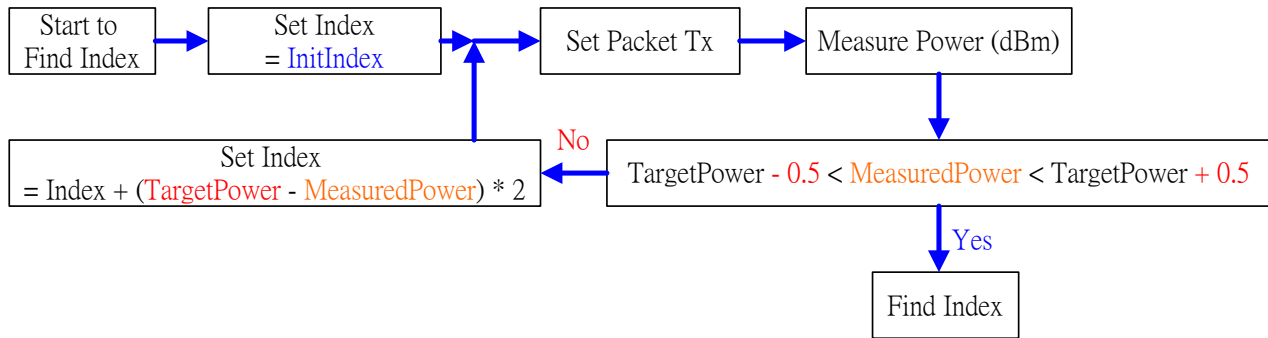 Start to
Find Index
Set Index
= InitIndex
Set Packet Tx
Measure Power (dBm)
Set Index
= Index + (TargetPower - MeasuredPower) * 2
No
TargetPower - 0.5 < MeasuredPower < TargetPower + 0.5
Yes
Find Index